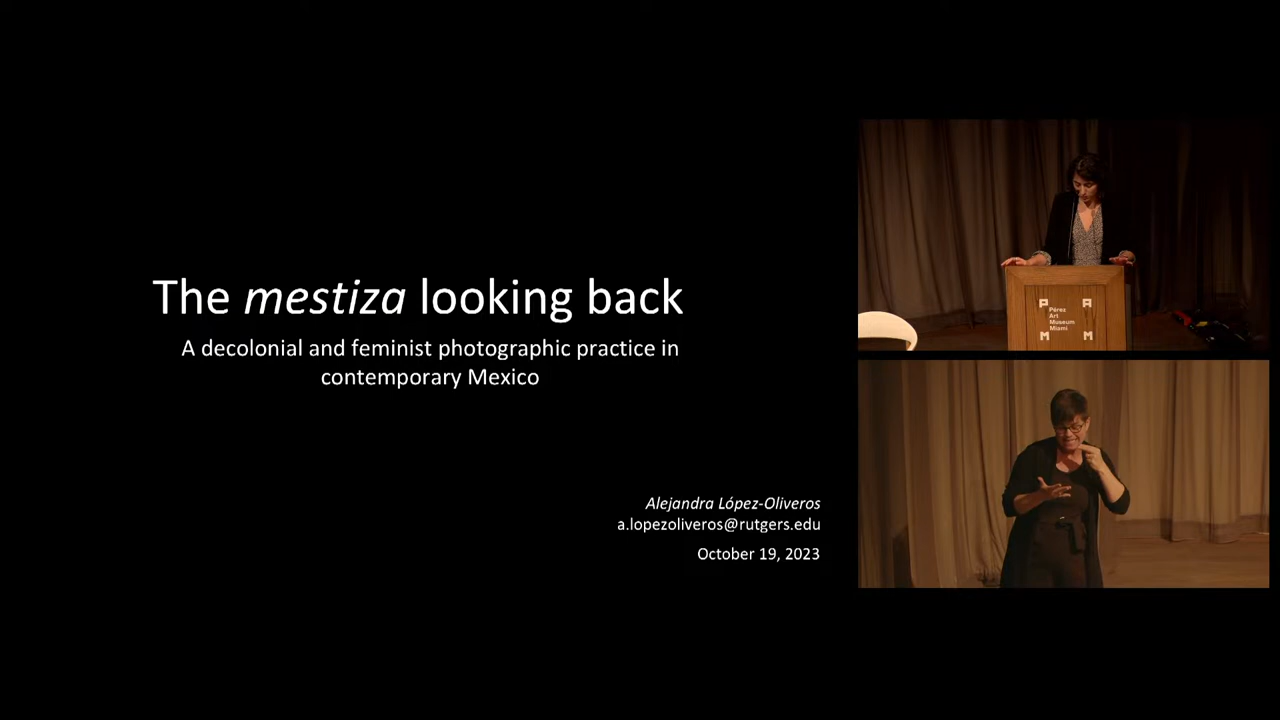 The mestiza looking back
A decolonial and feminist photographic practice in
contemporary Mexico
Alejandra López-Oliveros
a.lopezoliveros@rutgers.edu
October 19, 2023
P A
Pérez
Art
Museum
Miami
M M